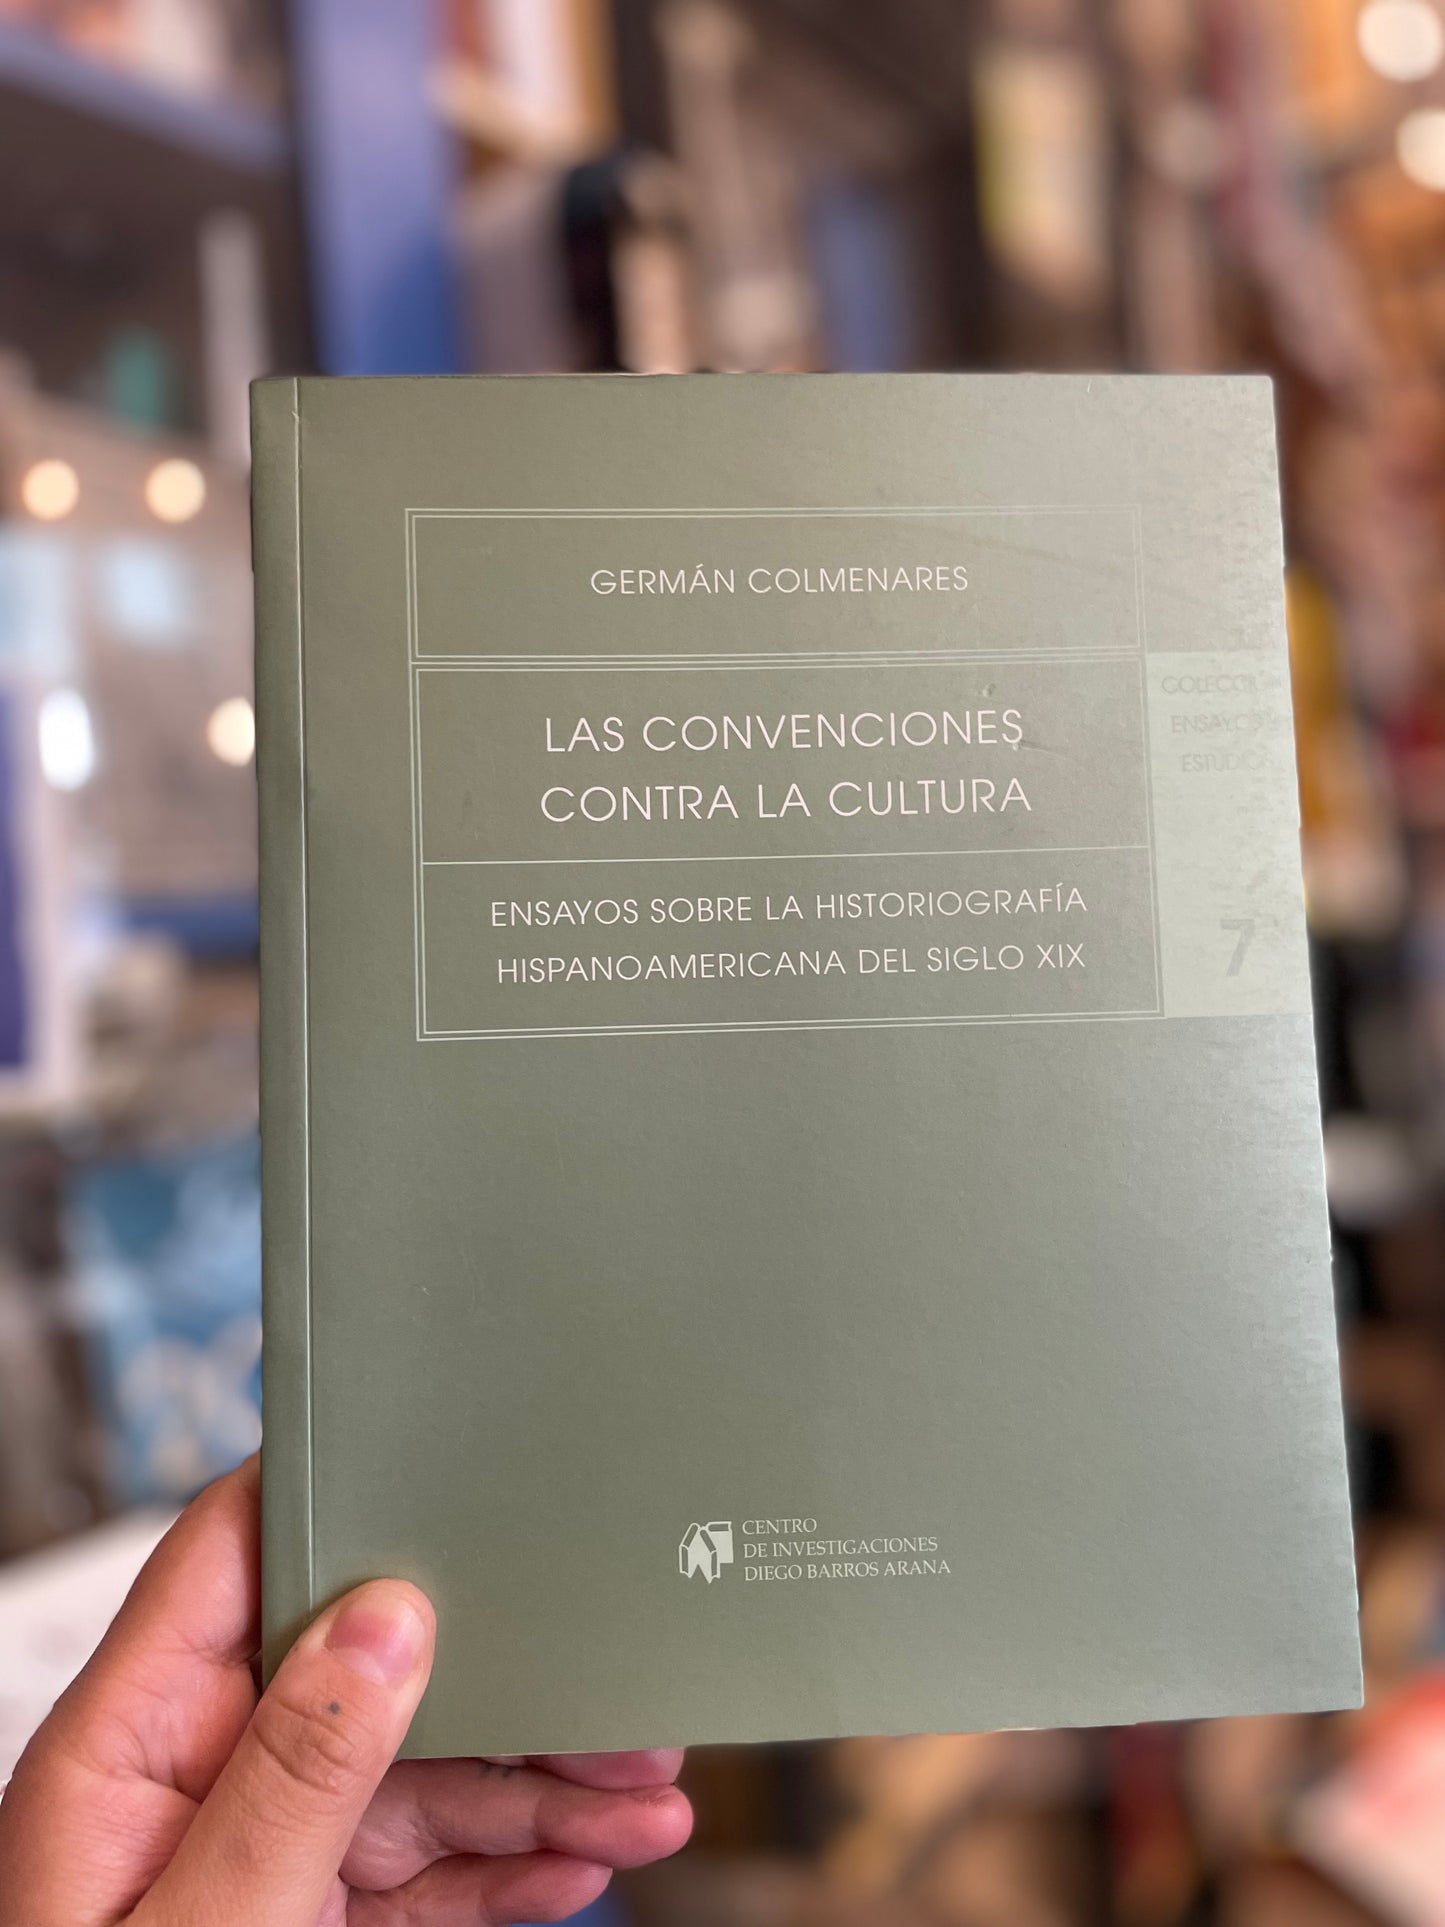 GERMÁN COLMENARES
LAS CONVENCIONES
CONTRA LA CULTURA
ENSAYOS SOBRE LA HISTORIOGRAFÍA
HISPANOAMERICANA DEL SIGLO XIX
ENSAYOS
7
CENTRO
DE INVESTIGACIONES
DIEGO BARROS ARANA